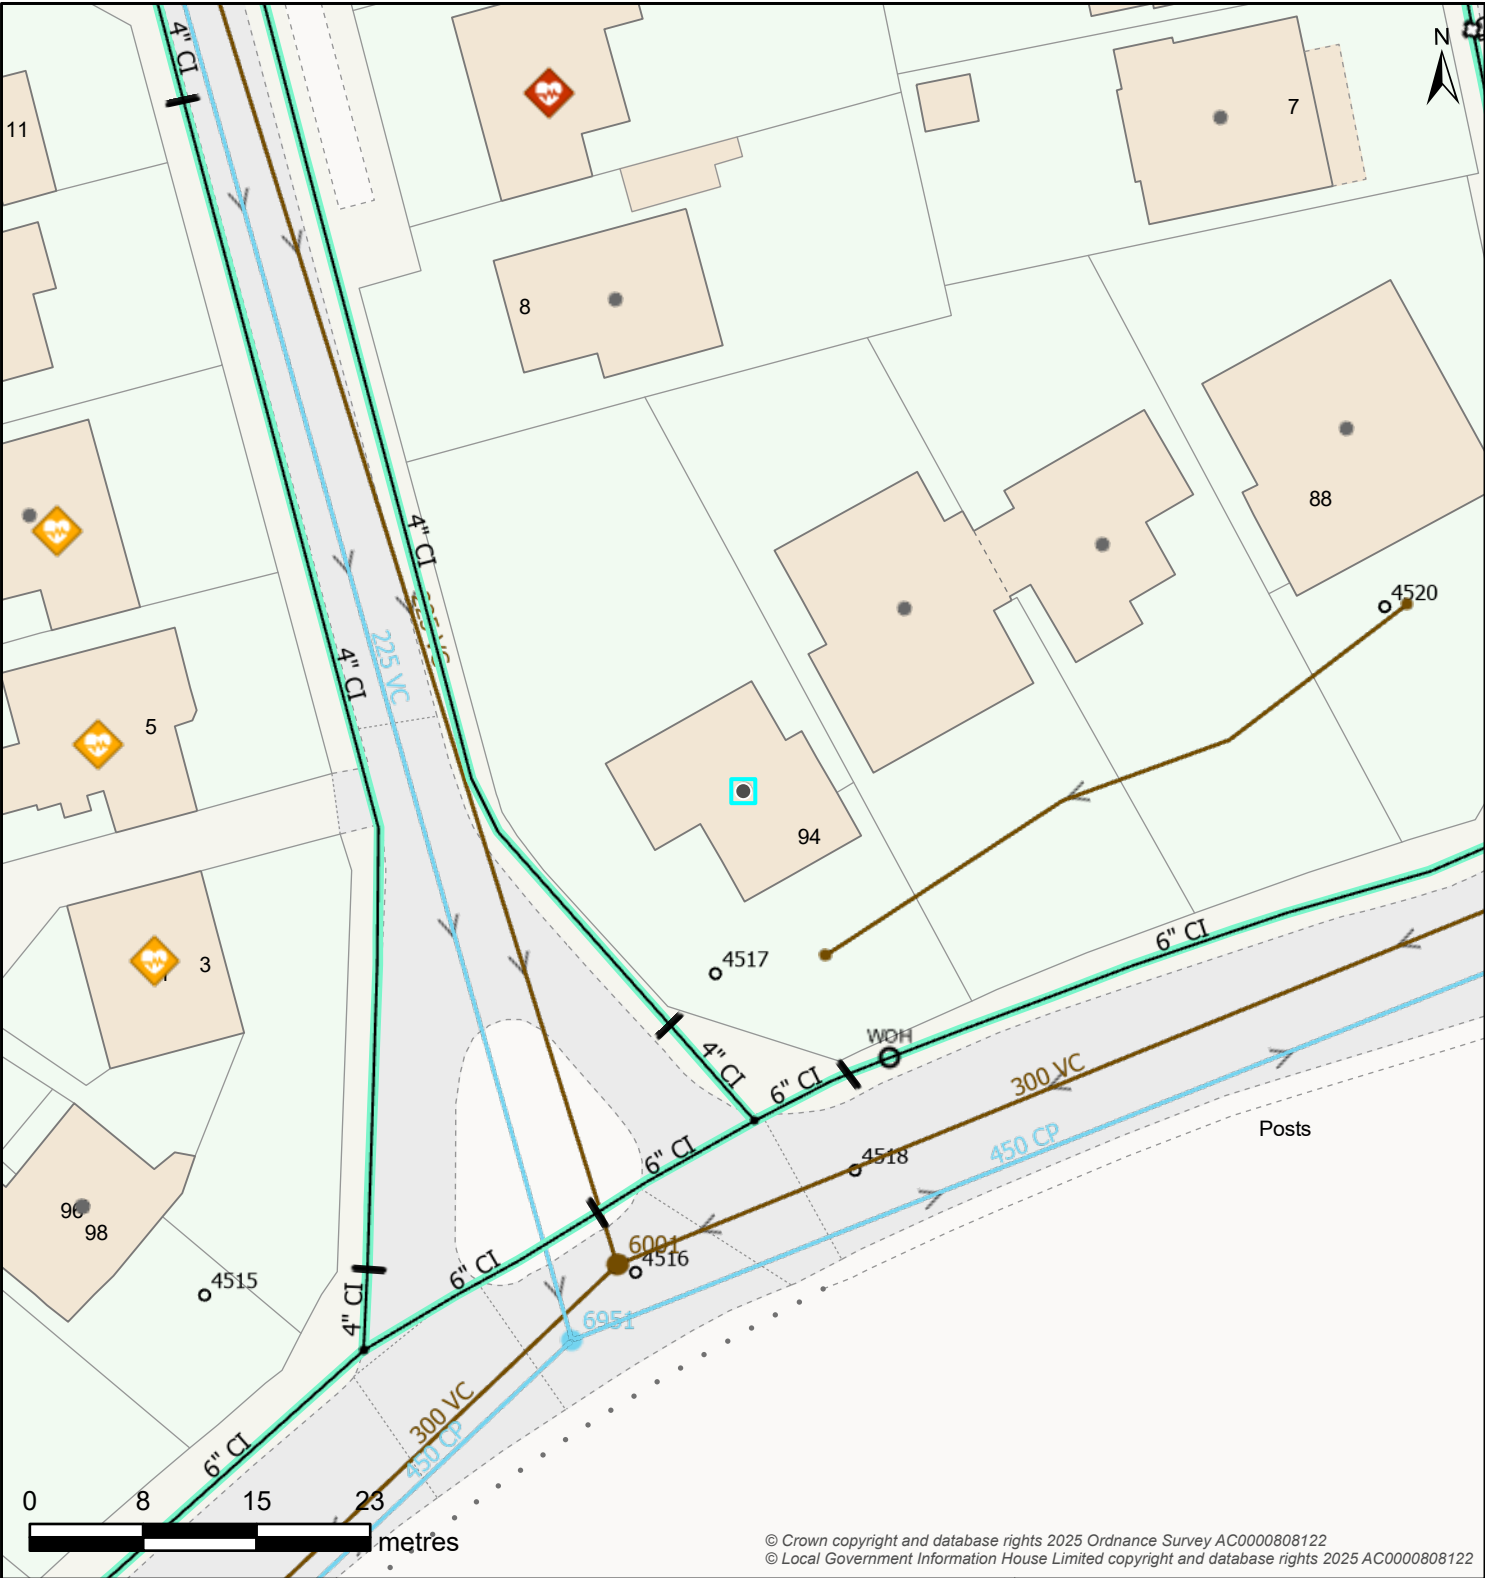 4" CI
N
7
11
8
4" CI
88
4520
225 VC
4" CI
5
94
6" CI
4517
3
WOH
4" CI
6" CI
300 VC
Posts
450 CP
6" CI
4518
96
98
6001
4516
6" CI
4515
4" CI
6951
300 VC
450 CP
6" CI
0 8 15 23
metres
© Crown copyright and database rights 2025 Ordnance Survey AC0000808122
© Local Government Information House Limited copyright and database rights 2025 AC0000808122